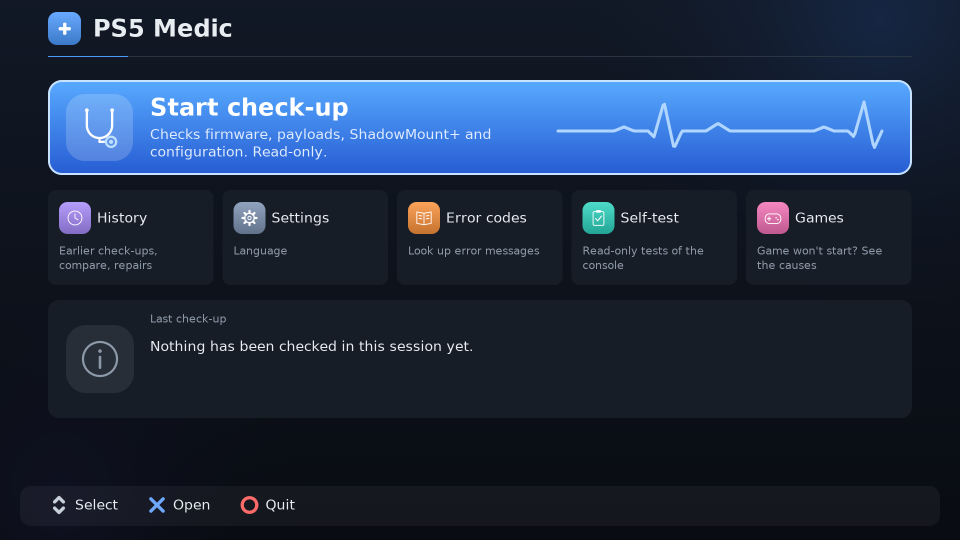 PS5 Medic
Start check-up
Checks firmware, payloads, ShadowMount+ and
configuration. Read-only.
History
Earlier check-ups,
compare, repairs
Settings
Language
Error codes
Look up error messages
Self-test
Read-only tests of the
console
Games
Game won't start? See
the causes
Last check-up
Nothing has been checked in this session yet.
Select
Open
Quit